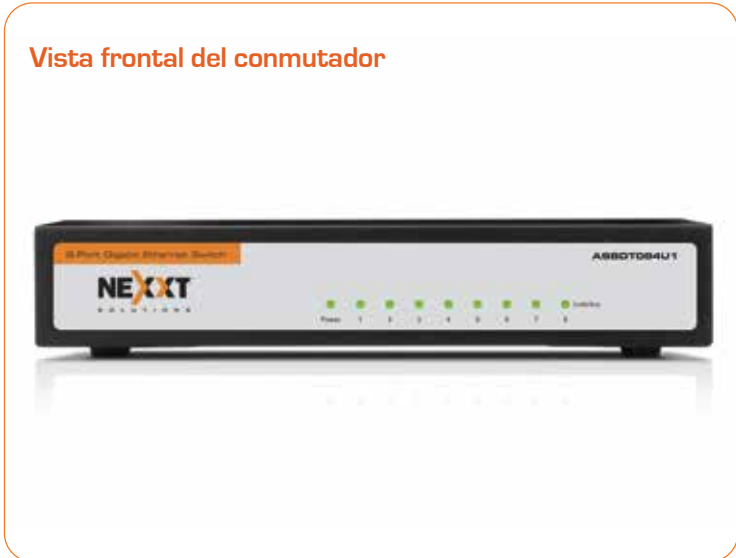 Vista frontal del conmutador
8-Port Gigabit Ethernet Switch
ASBDT084U1
NEXXT
SOLUTIONS
Power 1 2 3 4 5 6 7 8